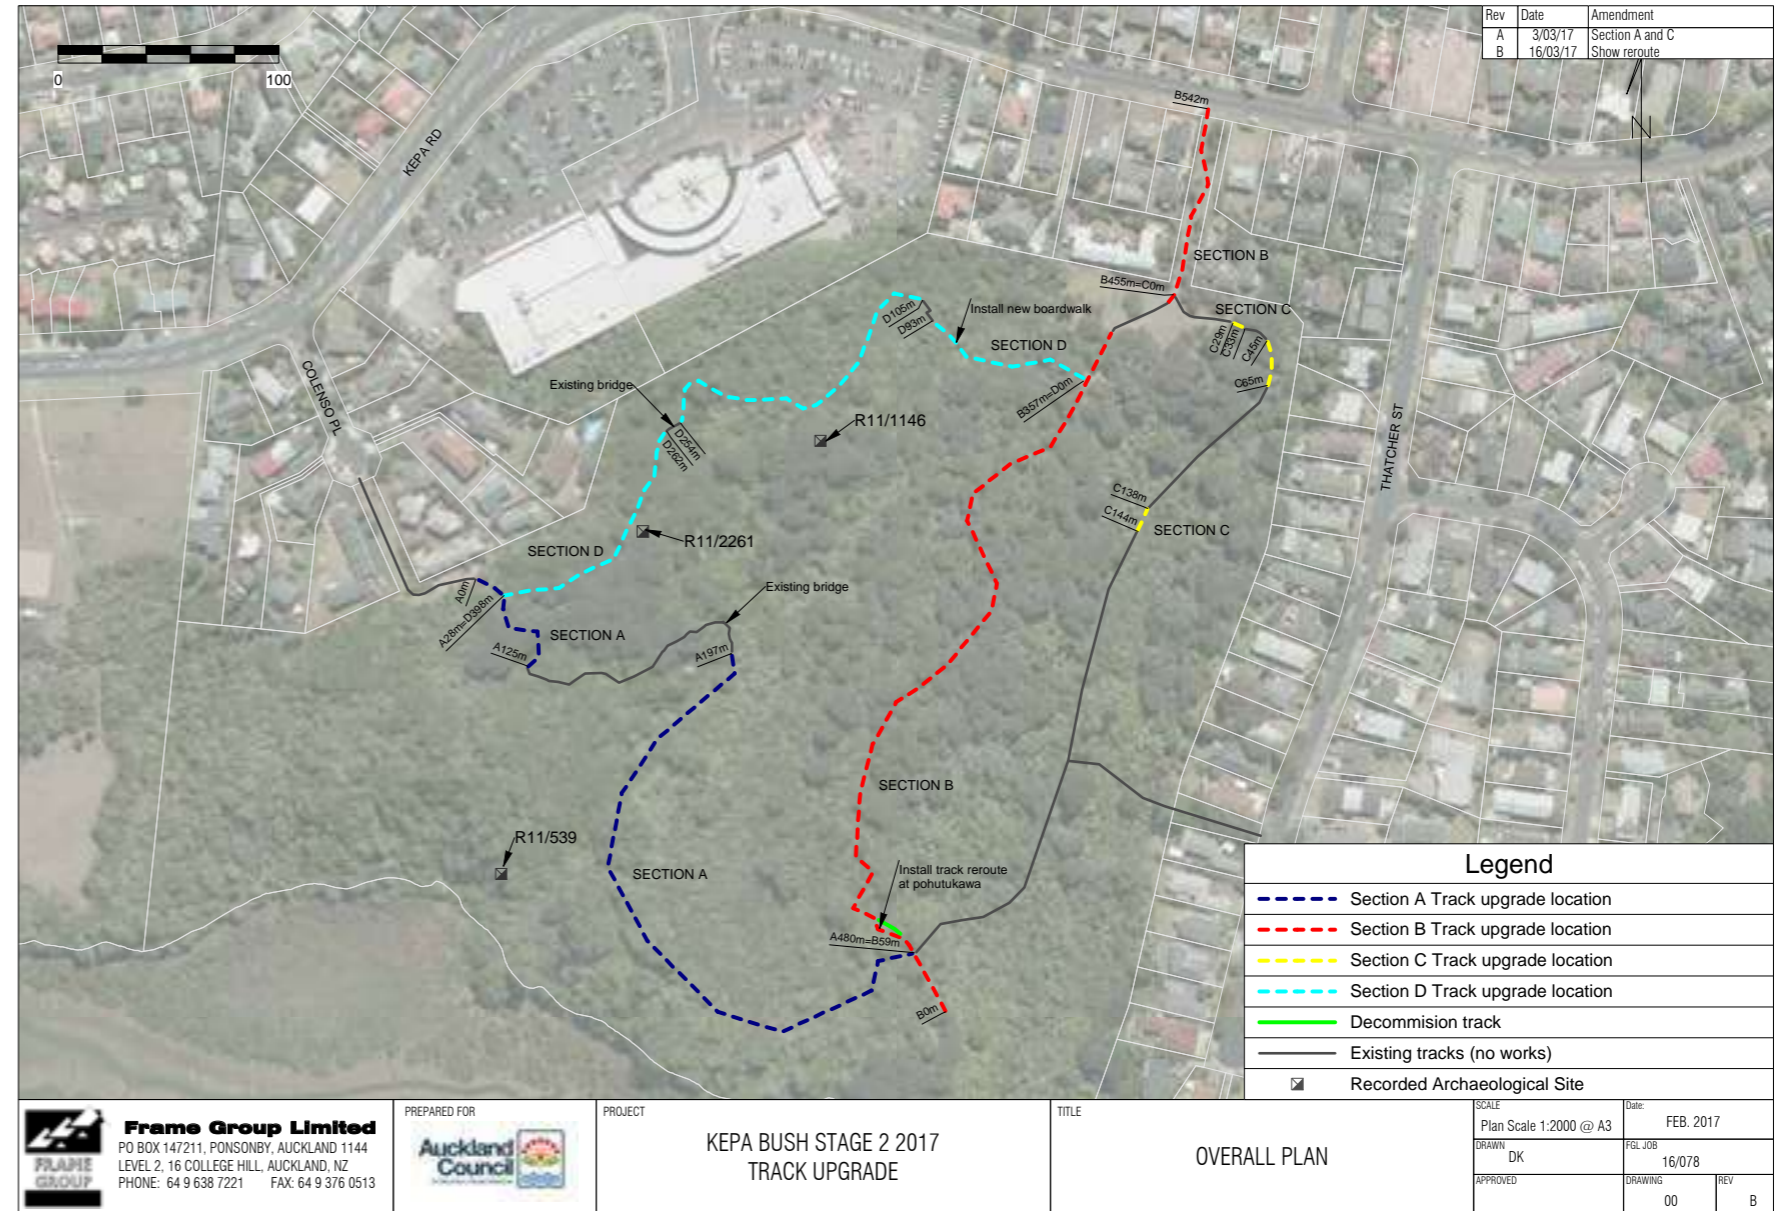 Rev Date Amendment
A 3/03/17 Section A and C
B 16/03/17 Show reroute
0 100
N
KEPA RD
COLENSO PL
THATCHER ST
B542m
SECTION B
B455m=C0m
SECTION C
C29m
C33m
C45m
C65m
D105m
D93m
Install new boardwalk
SECTION D
B357m=D0m
Existing bridge
D254m
D262m
R11/1146
C138m
C144m
SECTION C
R11/2261
SECTION D
A0m
A28m=D398m
Existing bridge
SECTION A
A125m
A197m
SECTION B
R11/539
SECTION A
Install track reroute
at pohutukawa
A480m=B59m
B0m
Legend
Section A Track upgrade location
Section B Track upgrade location
Section C Track upgrade location
Section D Track upgrade location
Decommision track
Existing tracks (no works)
Recorded Archaeological Site
FRAME
GROUP
Frame Group Limited
PO BOX 147211, PONSONBY, AUCKLAND 1144
LEVEL 2, 16 COLLEGE HILL, AUCKLAND, NZ
PHONE: 64 9 638 7221 FAX: 64 9 376 0513
PREPARED FOR
Auckland
Council
PROJECT
KEPA BUSH STAGE 2 2017
TRACK UPGRADE
TITLE
OVERALL PLAN
SCALE
Plan Scale 1:2000 @ A3
Date:
FEB. 2017
DRAWN
DK
FGL JOB
16/078
APPROVED
DRAWING
00
REV
B